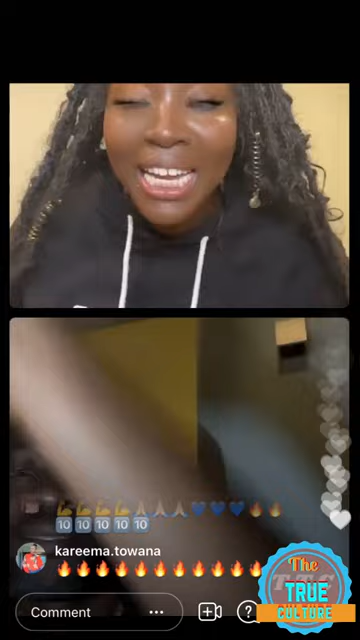 🔟🔟🔟🔟🔟
kareema.towana
Comment
The
TRUE
CULTURE